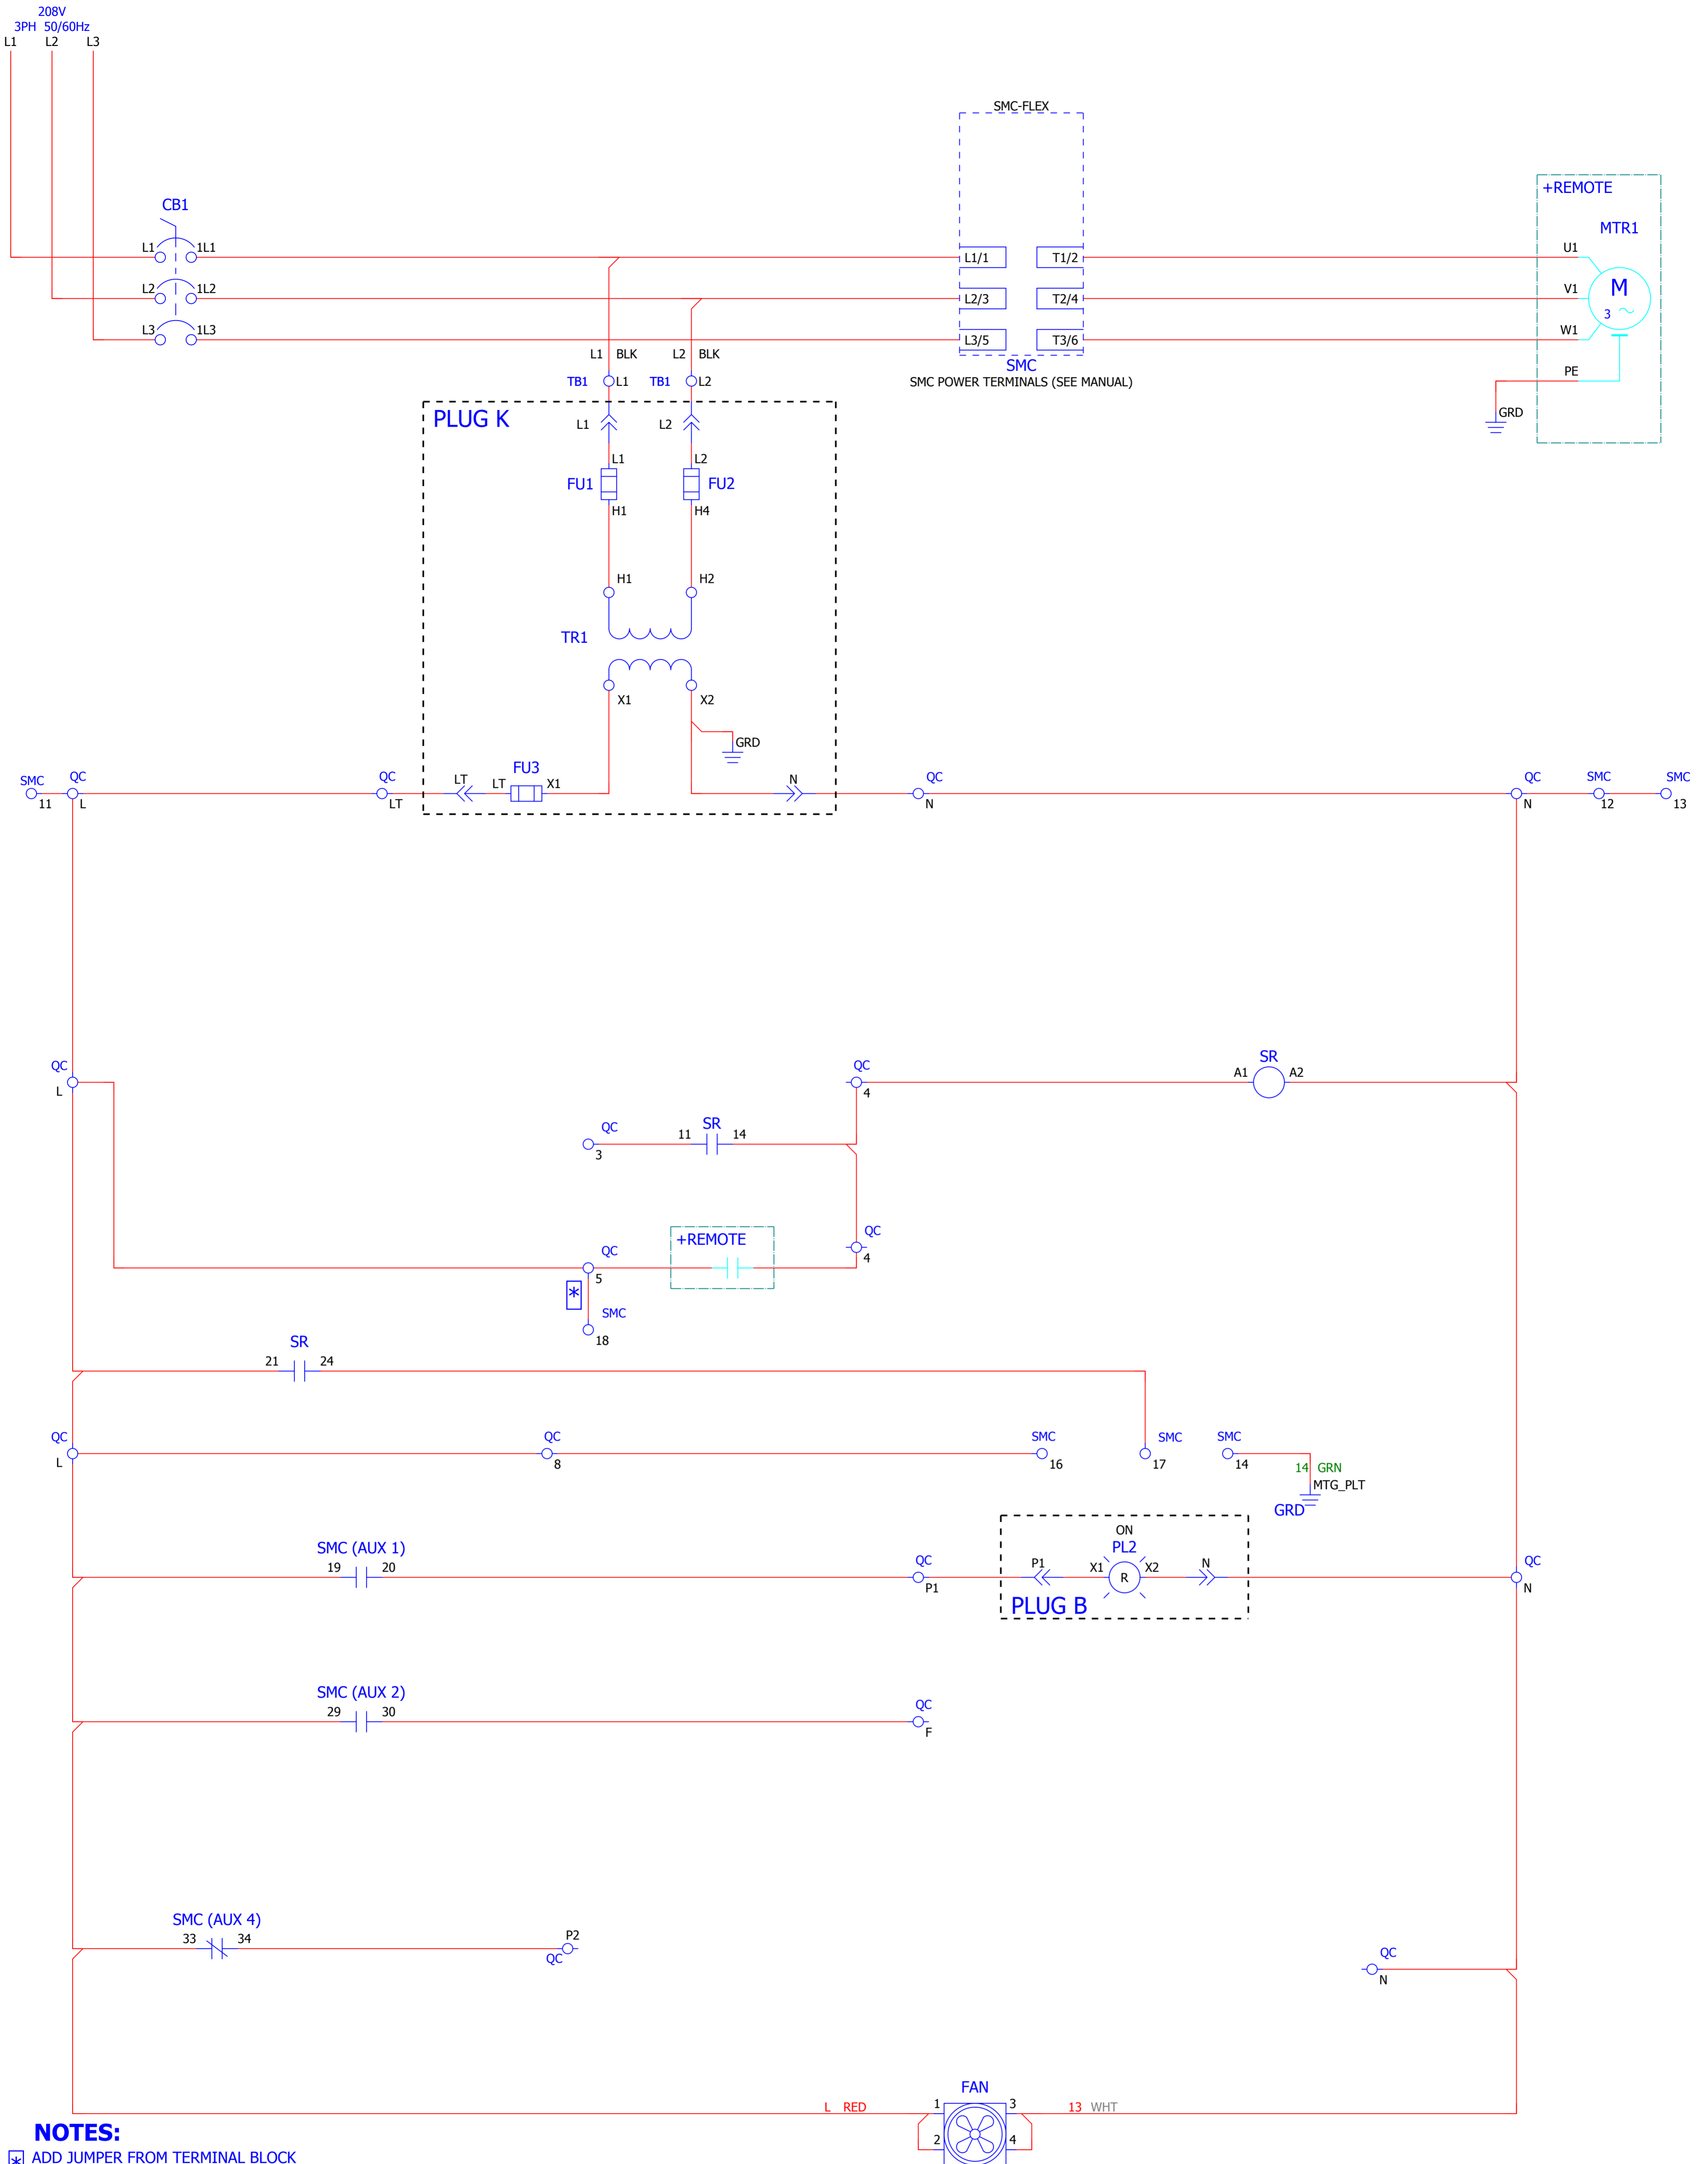 208V
3PH 50/60Hz
L1 L2 L3
SMC-FLEX
+REMOTE
CB1
MTR1
L1 1L1
L1/1 T1/2
U1
L2 1L2
L2/3 T2/4
V1
M
3
L3 1L3
L3/5 T3/6
W1
L1 BLK L2 BLK
SMC
PE
TB1 L1 TB1 L2
SMC POWER TERMINALS (SEE MANUAL)
PLUG K
L1 L2
GRD
L1 L2
FU1 FU2
H1 H4
H1 H2
TR1
X1 X2
GRD
SMC QC QC LT LT FU3 X1 N QC QC SMC SMC
11 L LT N N 12 13
QC QC SR
L 4 A1 A2
QC 11 SR 14
3
+REMOTE QC
QC 4
5
*
SMC
18
SR
21 24
QC QC SMC SMC SMC
L 8 16 17 14
14 GRN
MTG_PLT
GRD
ON
SMC (AUX 1) PL2
19 20 QC P1 X1 X2 N QC
R
P1 N
PLUG B
SMC (AUX 2)
29 30 QC
F
SMC (AUX 4)
33 34 P2
QC QC
N
FAN
L RED 1 3 13 WHT
2 4
NOTES:
* ADD JUMPER FROM TERMINAL BLOCK